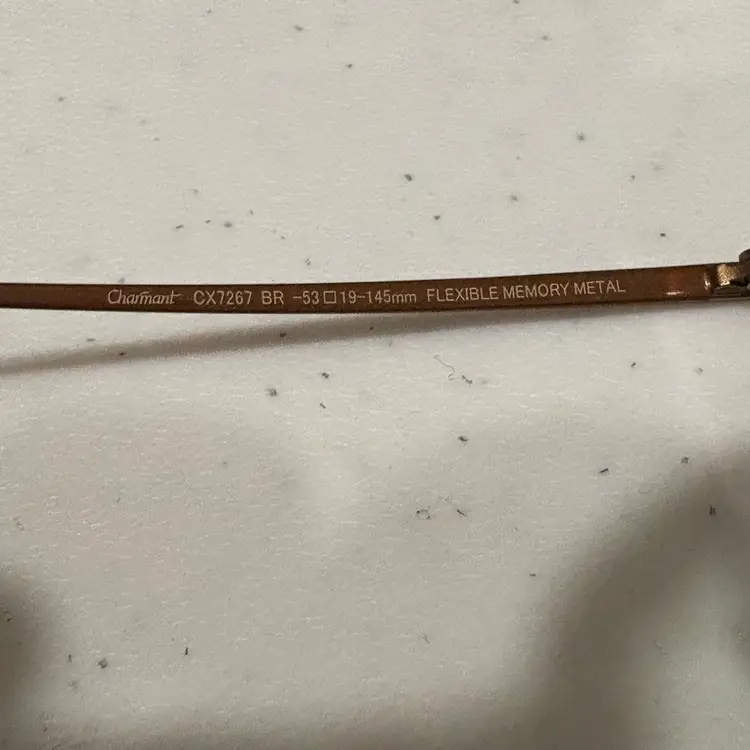 Charmant CX7267 BR -53□19-145mm FLEXIBLE MEMORY METAL